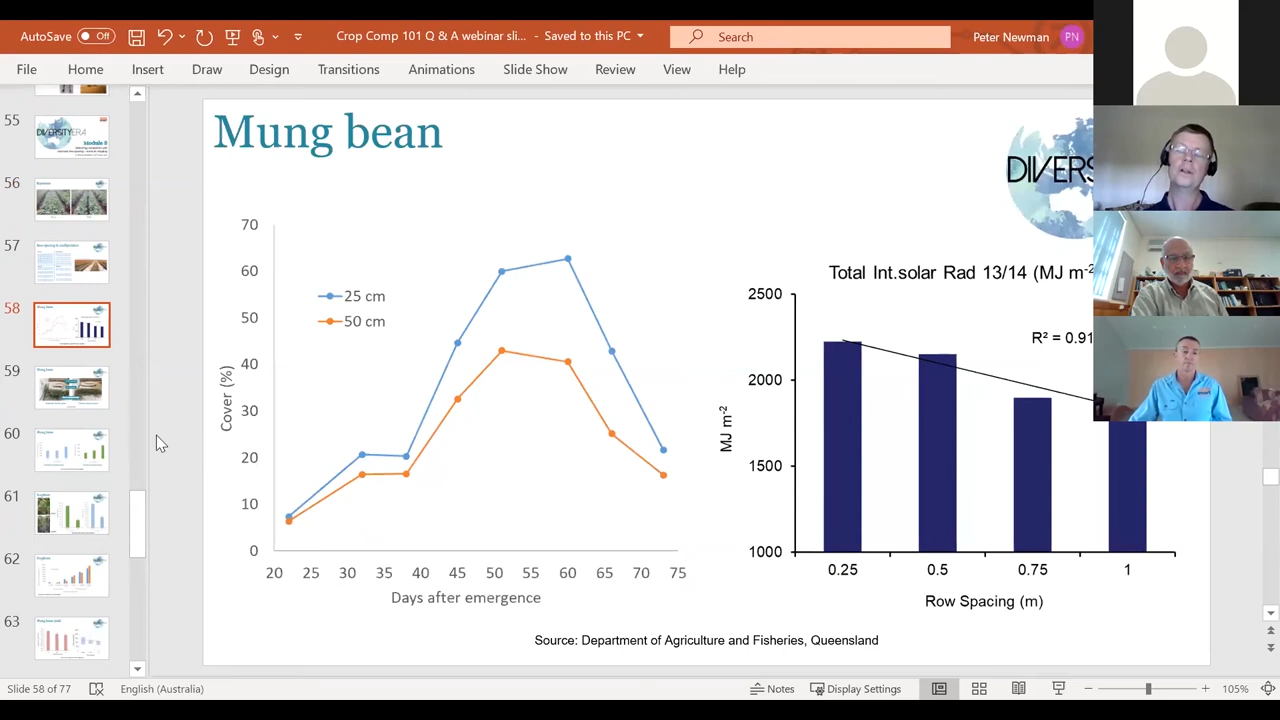 AutoSave Off
Crop Comp 101 Q & A webinar sli... - Saved to this PC
Search
Peter Newman PN
File Home Insert Draw Design Transitions Animations Slide Show Review View Help
55
56
57
58
59
60
61
62
63
Mung bean
DIVERS
70
60
50
40
30
20
10
0
Cover (%)
25 cm
50 cm
20 25 30 35 40 45 50 55 60 65 70 75
Days after emergence
Total Int.solar Rad 13/14 (MJ m-2
R² = 0.91
2500
2000
1500
1000
MJ m-2
0.25 0.5 0.75 1
Row Spacing (m)
Source: Department of Agriculture and Fisheries, Queensland
Slide 58 of 77 English (Australia) Notes Display Settings 105%